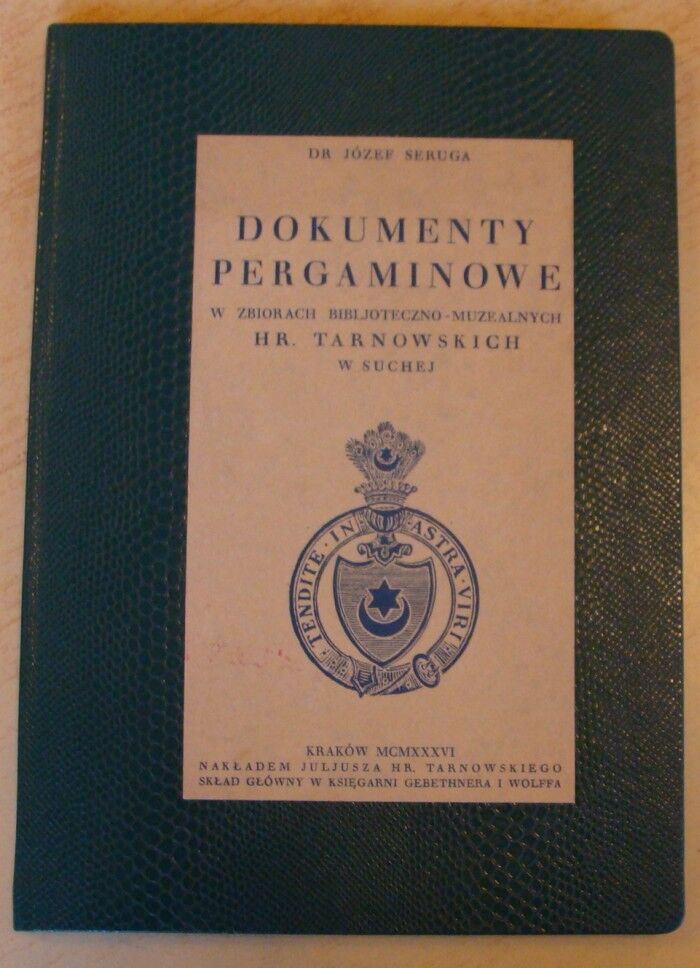 DR JÓZEF SERUGA
DOKUMENTY
PERGAMINOWE
W ZBIORACH BIBLJOTECZNO-MUZEALNYCH
HR. TARNOWSKICH
W SUCHEJ
TENDITE · IN · ASTRA · VIRI
KRAKÓW MCMXXXVI
NAKŁADEM JULJUSZA HR. TARNOWSKIEGO
SKŁAD GŁÓWNY W KSIĘGARNI GEBETHNERA I WOLFFA